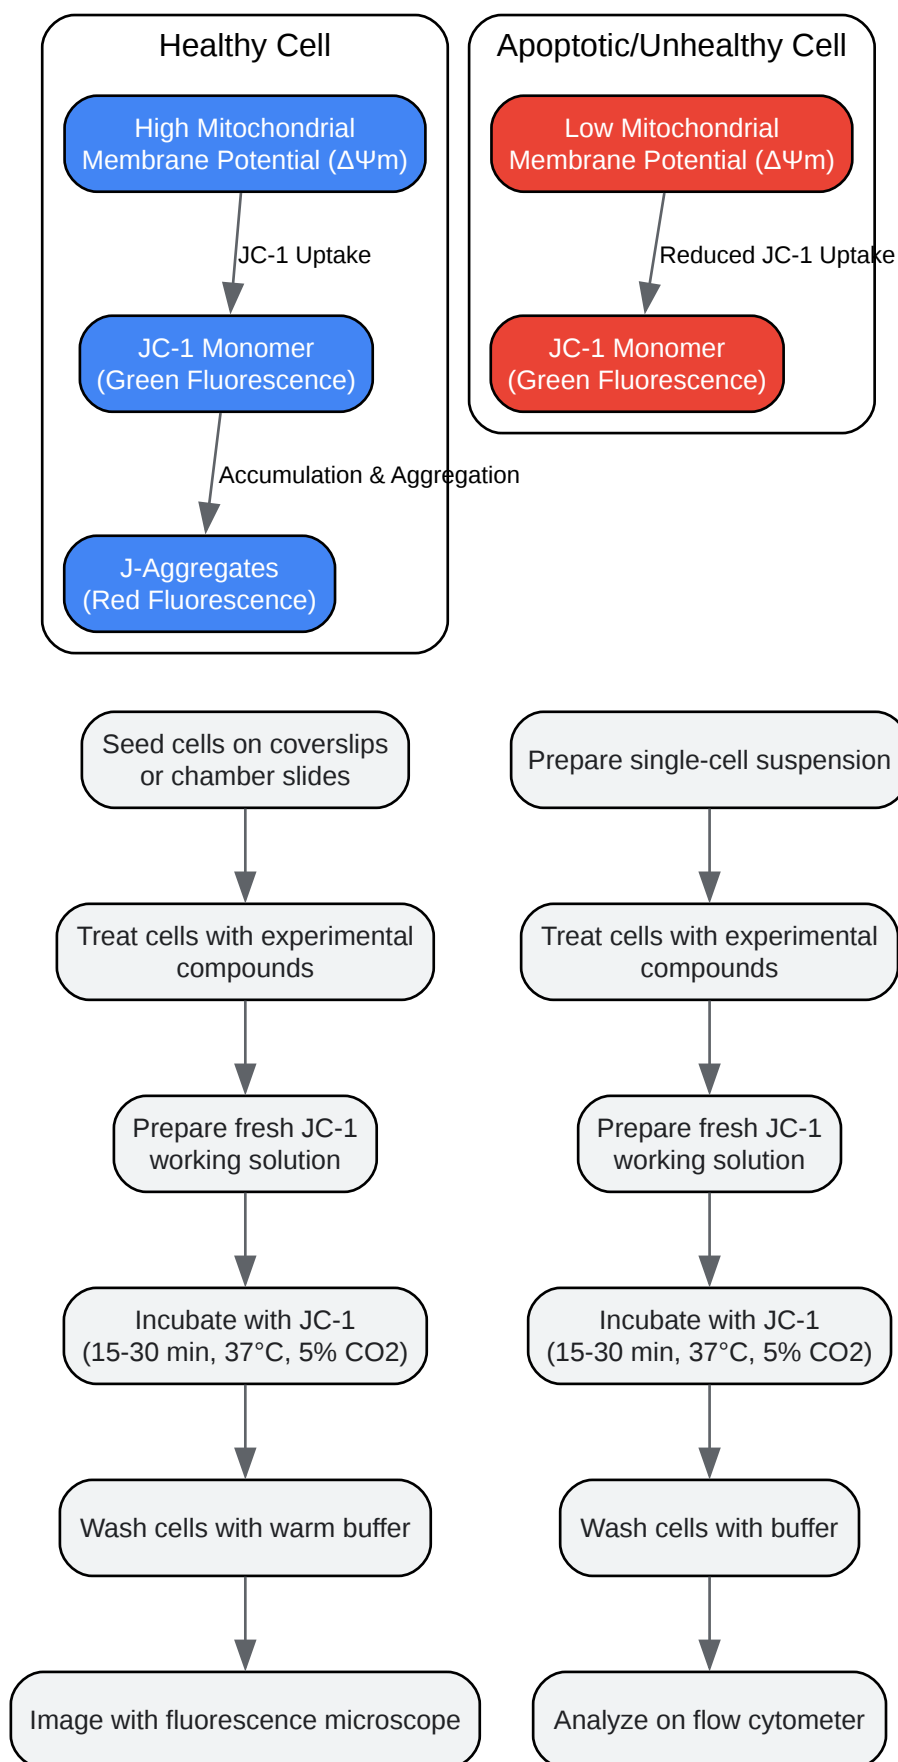 Healthy Cell
High Mitochondrial
Membrane Potential (ΔΨm)
JC-1 Uptake
JC-1 Monomer
(Green Fluorescence)
Accumulation & Aggregation
J-Aggregates
(Red Fluorescence)
Apoptotic/Unhealthy Cell
Low Mitochondrial
Membrane Potential (ΔΨm)
Reduced JC-1 Uptake
JC-1 Monomer
(Green Fluorescence)
Seed cells on coverslips
or chamber slides
Treat cells with experimental
compounds
Prepare fresh JC-1
working solution
Incubate with JC-1
(15-30 min, 37°C, 5% CO2)
Wash cells with warm buffer
Image with fluorescence microscope
Prepare single-cell suspension
Treat cells with experimental
compounds
Prepare fresh JC-1
working solution
Incubate with JC-1
(15-30 min, 37°C, 5% CO2)
Wash cells with buffer
Analyze on flow cytometer